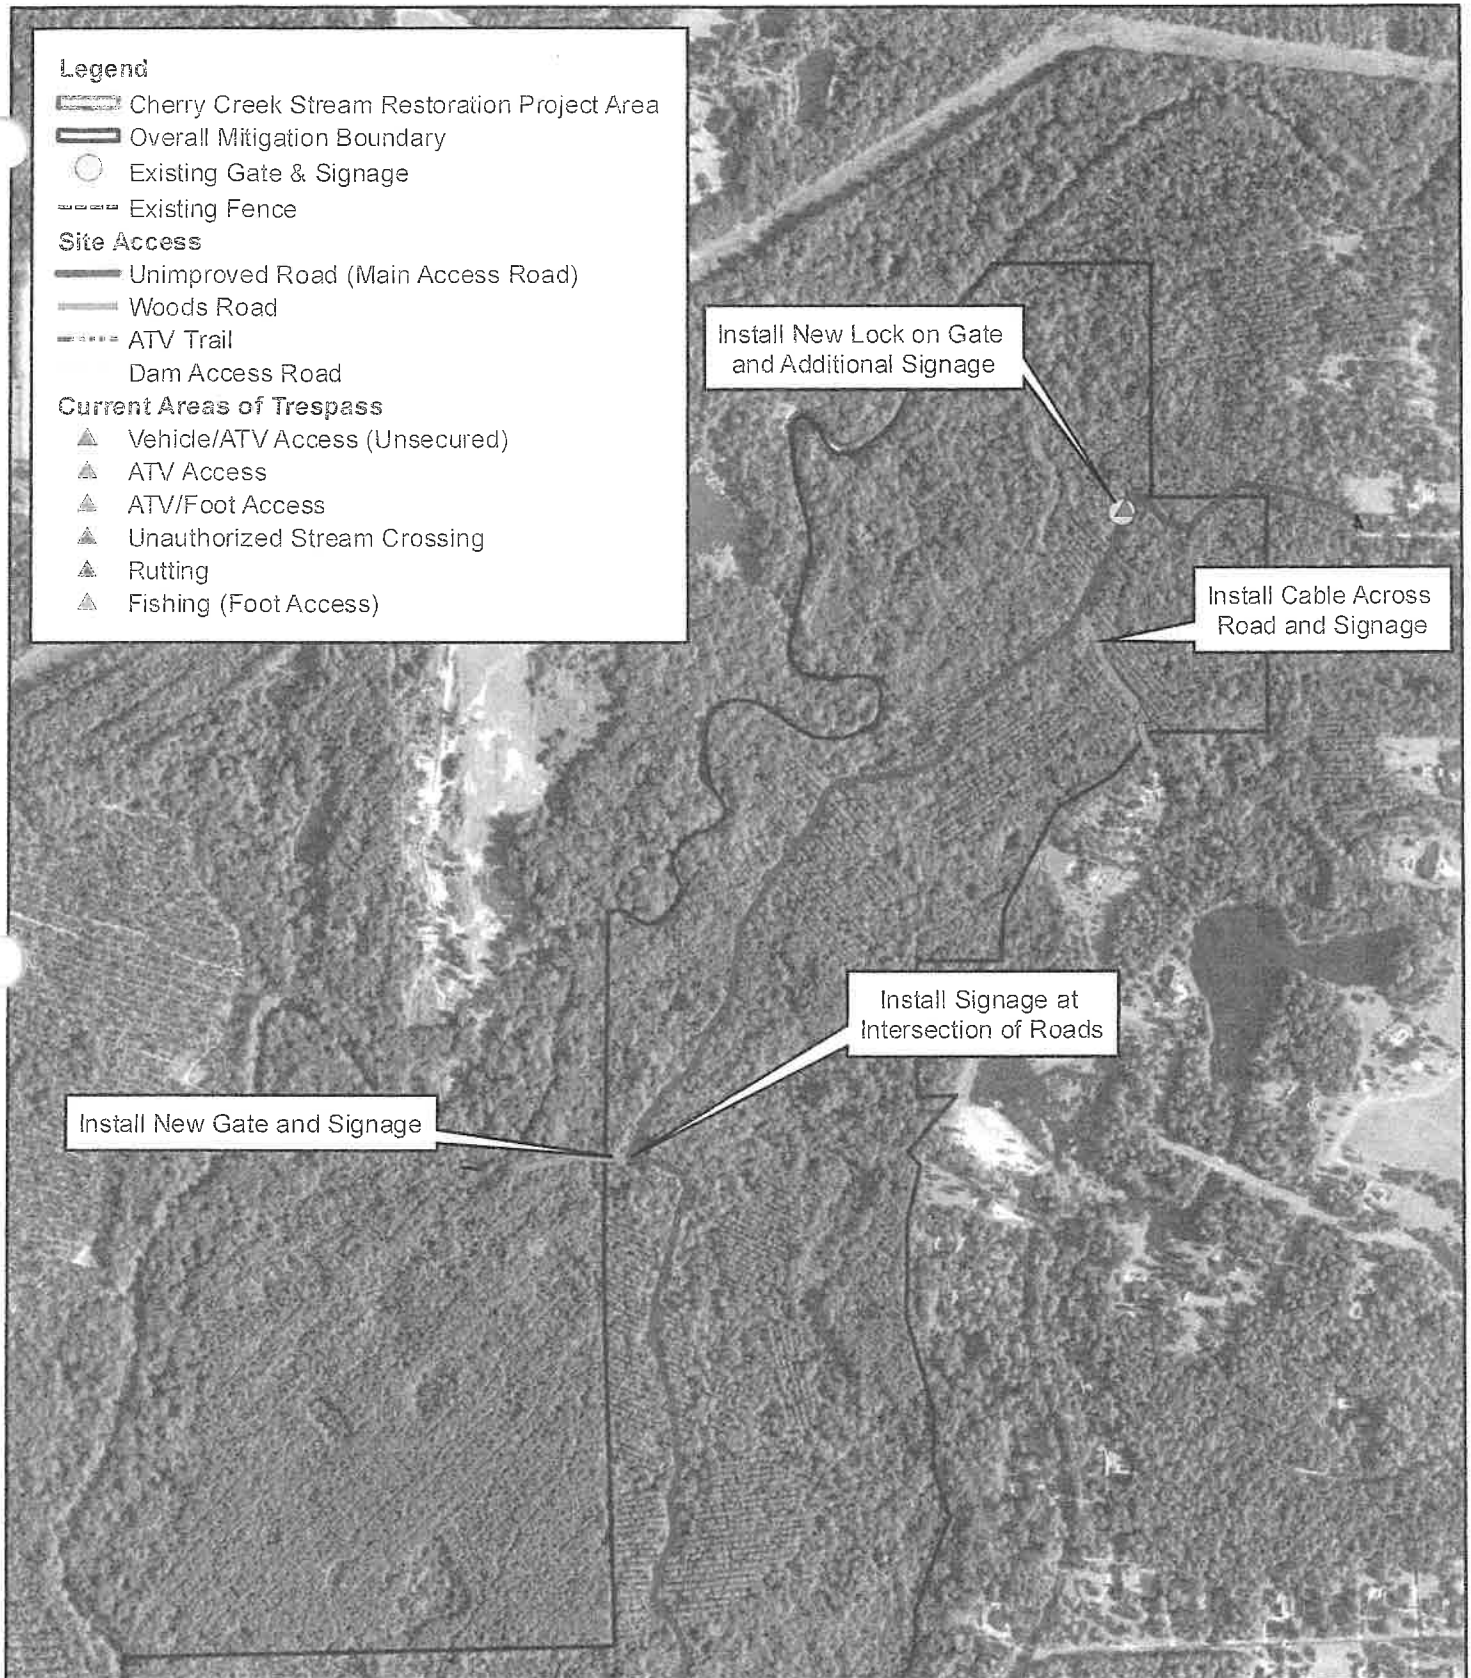 Legend
Cherry Creek Stream Restoration Project Area
Overall Mitigation Boundary
Existing Gate & Signage
Existing Fence
Site Access
Unimproved Road (Main Access Road)
Woods Road
ATV Trail
Dam Access Road
Current Areas of Trespass
Vehicle/ATV Access (Unsecured)
ATV Access
ATV/Foot Access
Unauthorized Stream Crossing
Rutting
Fishing (Foot Access)
Install New Lock on Gate
and Additional Signage
Install Cable Across
Road and Signage
Install Signage at
Intersection of Roads
Install New Gate and Signage